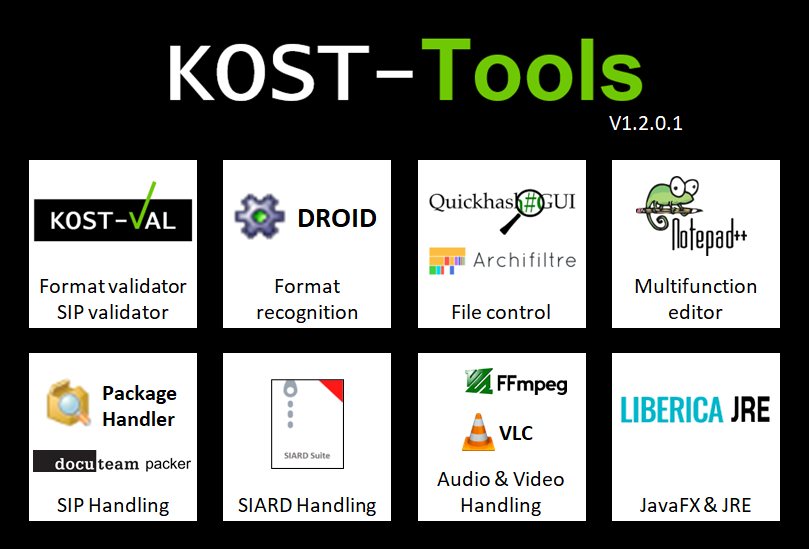 KOST-Tools
V1.2.0.1
KOST-VAL
Format validator
SIP validator
DROID
Format
recognition
Quickhash#GUI
Archifiltre
File control
Notepad++
Multifunction
editor
Package
Handler
docuteam packer
SIP Handling
SIARD Suite
SIARD Handling
FFmpeg
VLC
Audio & Video
Handling
LIBERICA JRE
JavaFX & JRE